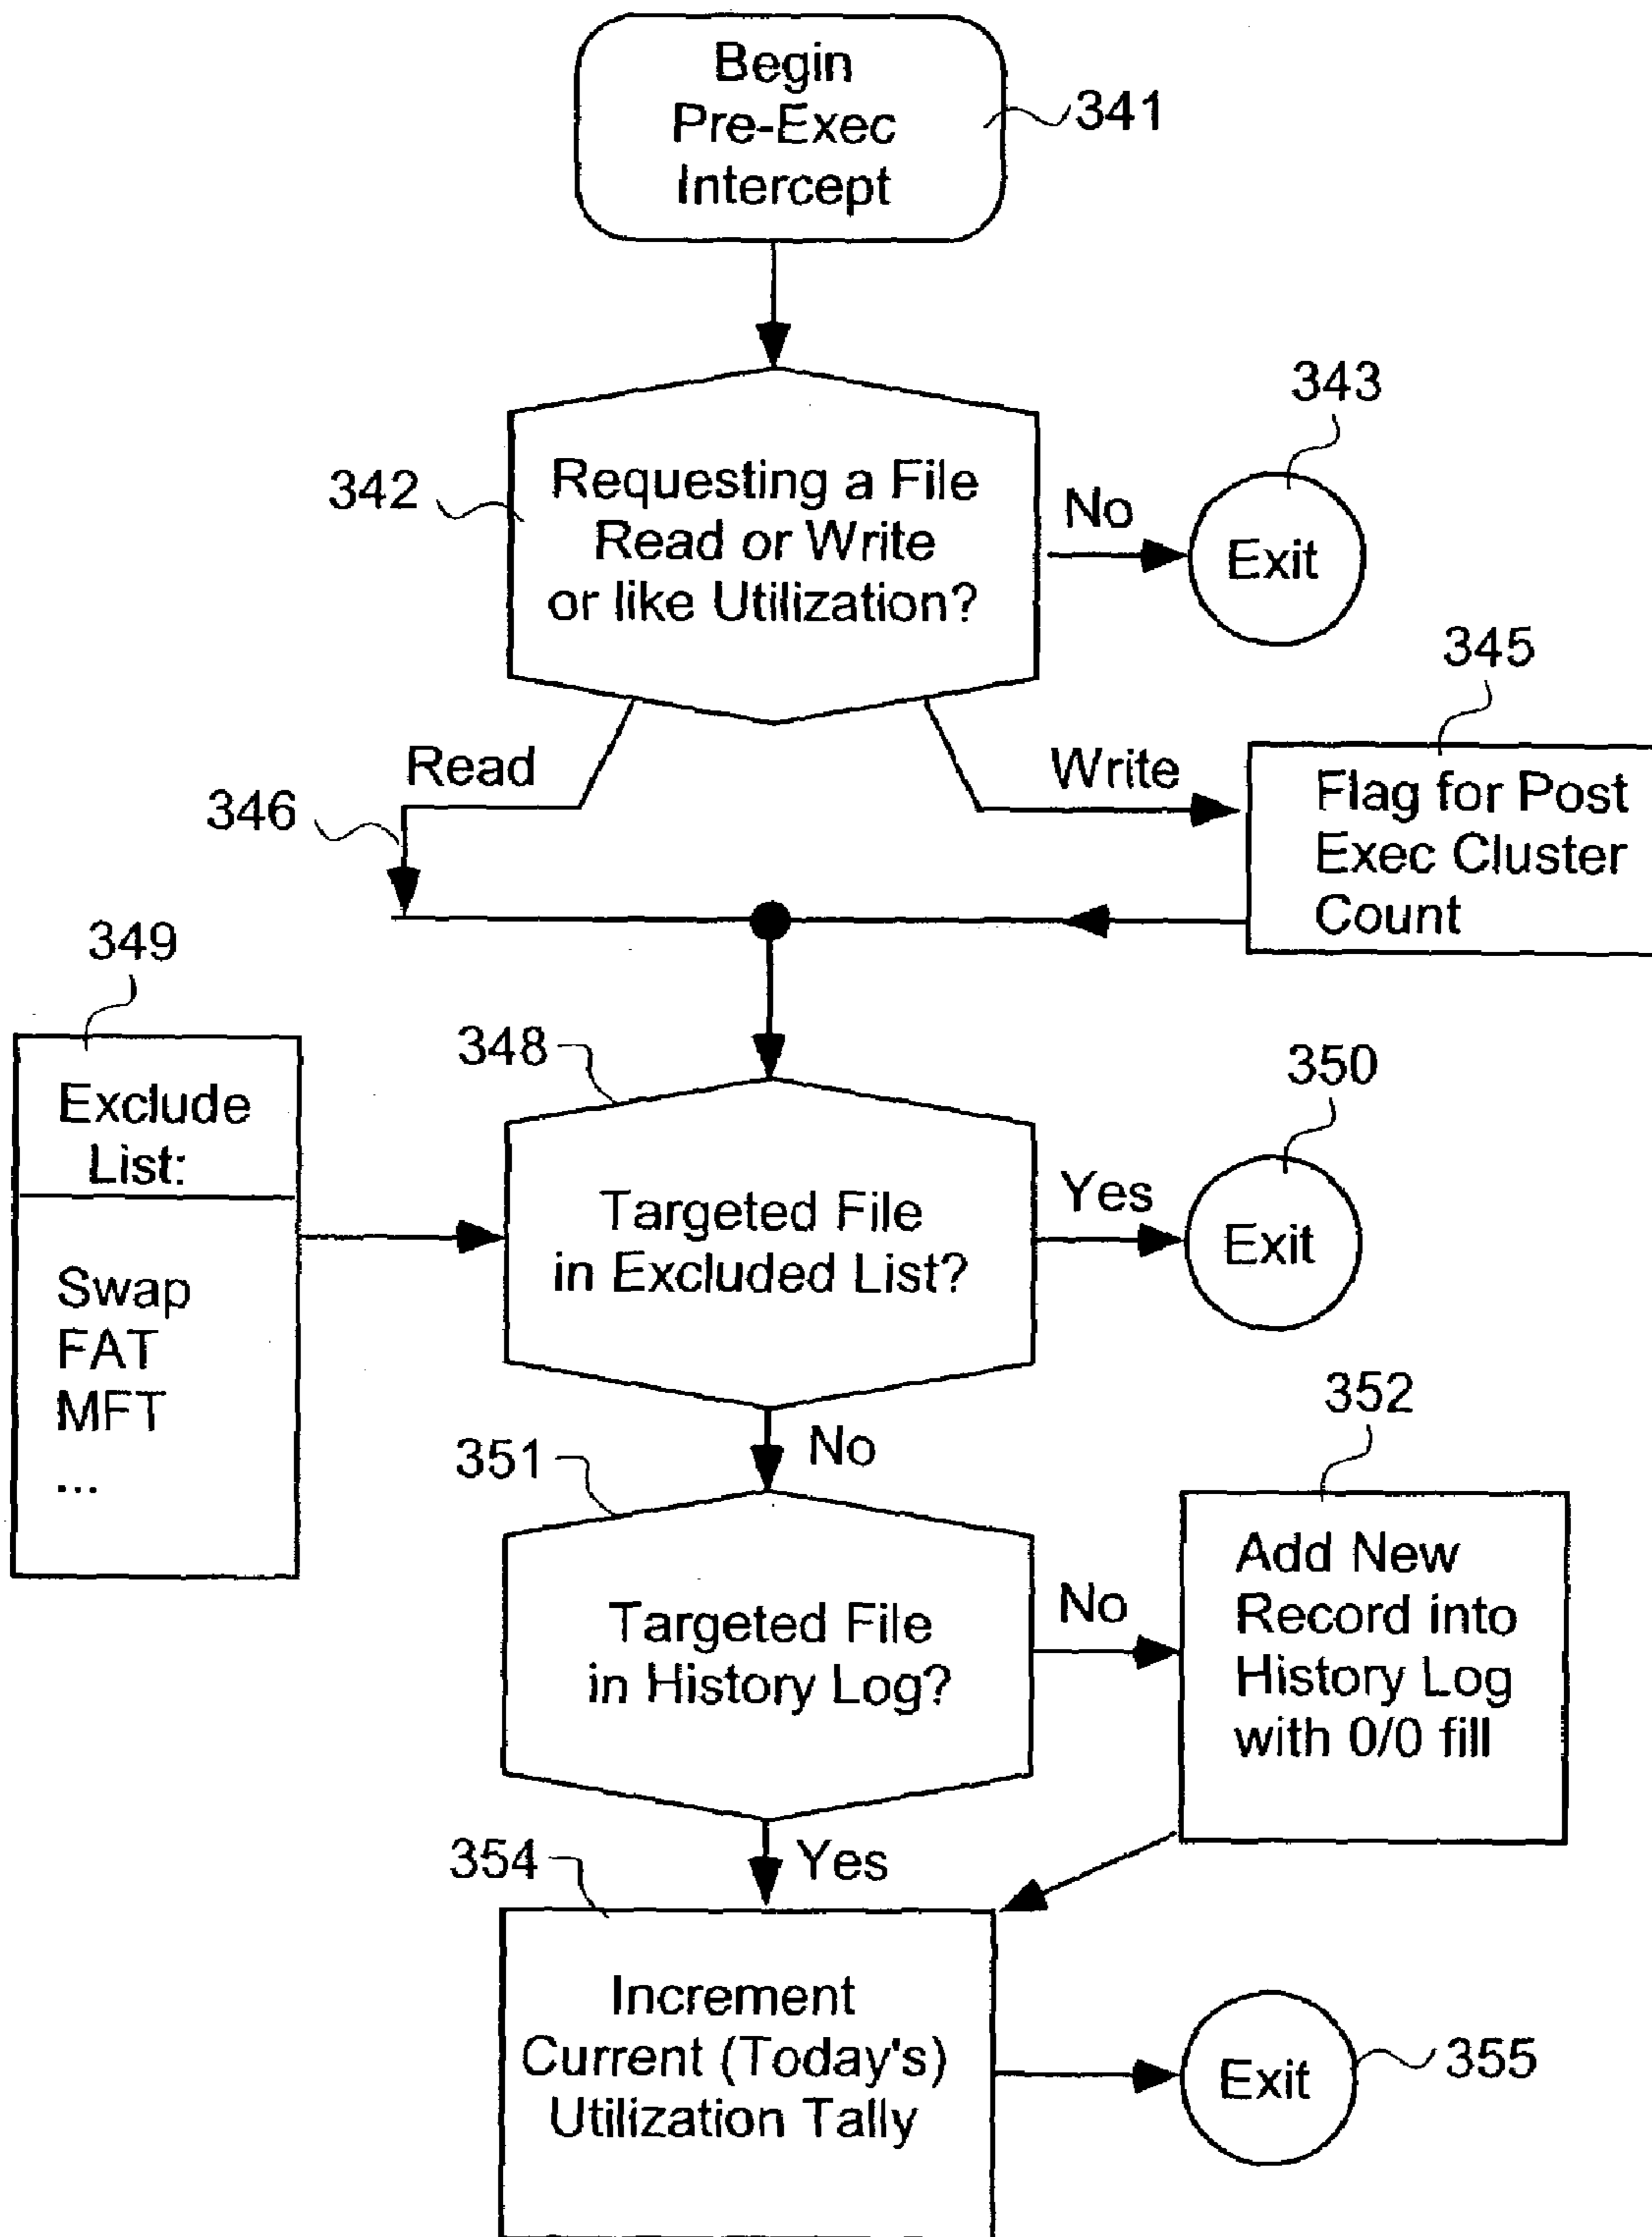 Begin
Pre-Exec
Intercept
341
342
Requesting a File
Read or Write
or like Utilization?
No
343
Exit
Read
346
Write
345
Flag for Post
Exec Cluster
Count
349
Exclude
List:
Swap
FAT
MFT
...
348
Targeted File
in Excluded List?
Yes
350
Exit
No
351
Targeted File
in History Log?
No
352
Add New
Record into
History Log
with 0/0 fill
Yes
354
Increment
Current (Today's)
Utilization Tally
Exit
355